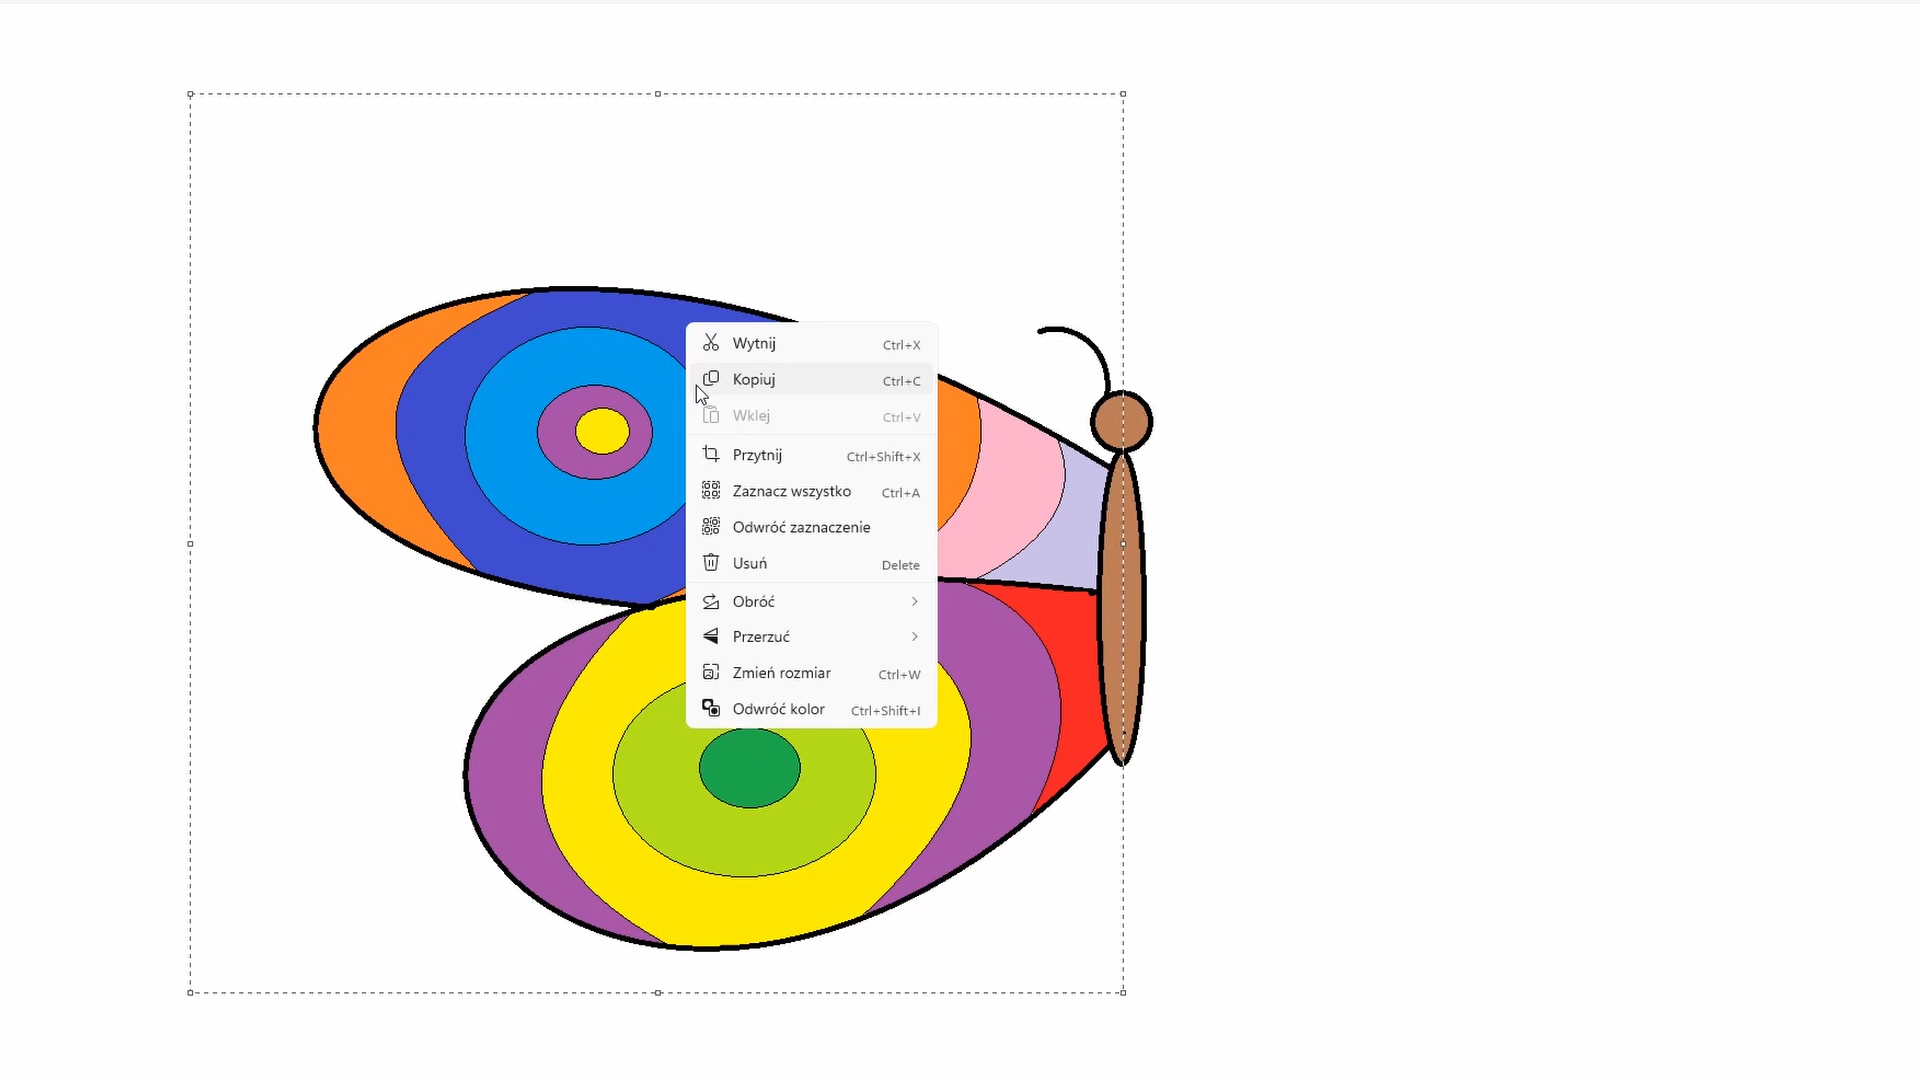 Wytnij Ctrl+X
Kopiuj Ctrl+C
Wklej Ctrl+V
Przytnij Ctrl+Shift+X
Zaznacz wszystko Ctrl+A
Odwróć zaznaczenie
Usuń Delete
Obróć
Przerzuć
Zmień rozmiar Ctrl+W
Odwróć kolor Ctrl+Shift+I